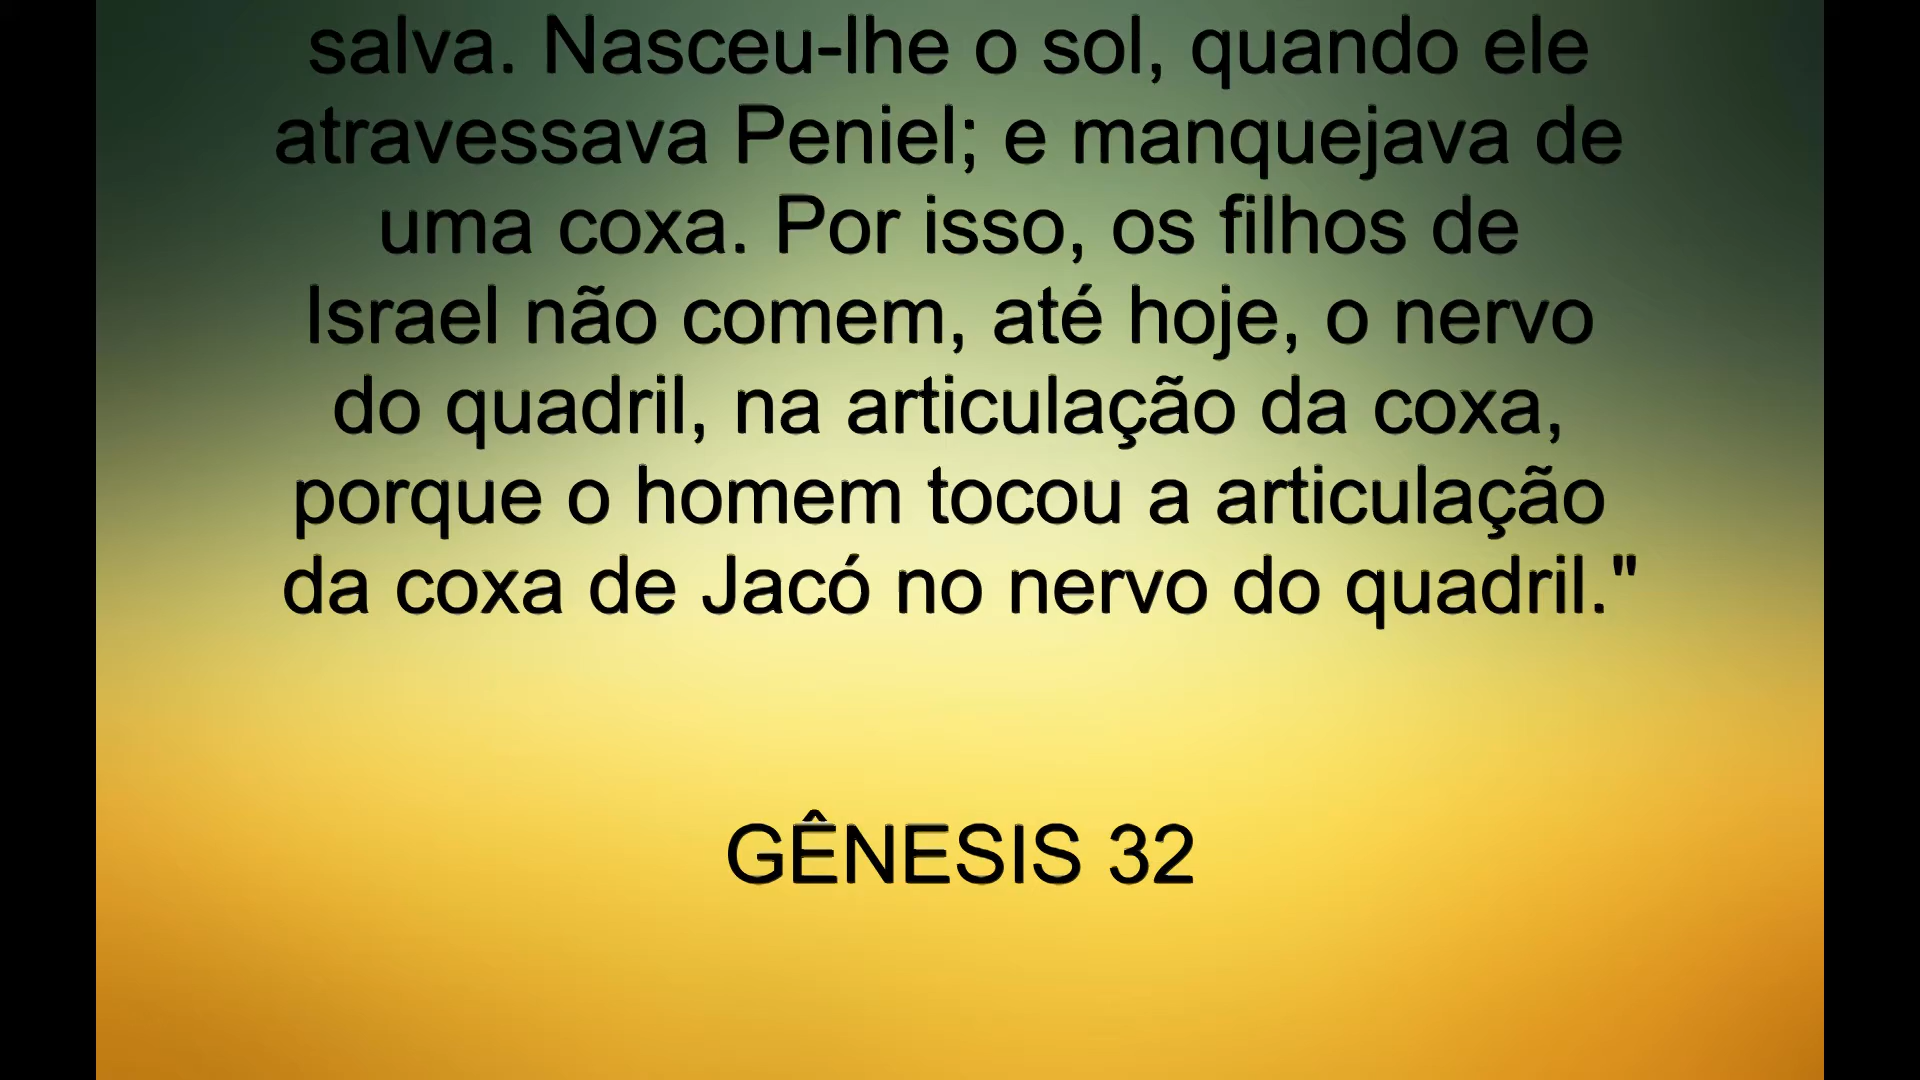 salva. Nasceu-lhe o sol, quando ele
atravessava Peniel; e manquejava de
uma coxa. Por isso, os filhos de
Israel não comem, até hoje, o nervo
do quadril, na articulação da coxa,
porque o homem tocou a articulação
da coxa de Jacó no nervo do quadril."
GÊNESIS 32